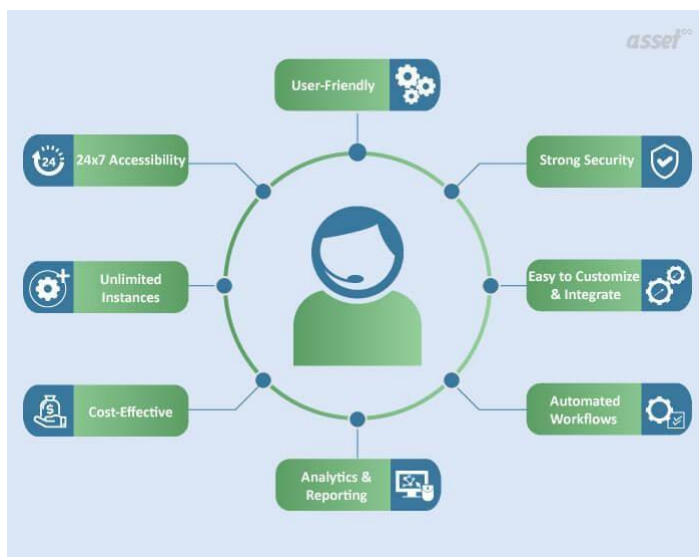 asset∞
User-Friendly
24
24x7 Accessibility
Strong Security
Unlimited
Instances
Easy to Customize
& Integrate
$
Cost-Effective
Automated
Workflows
Analytics &
Reporting